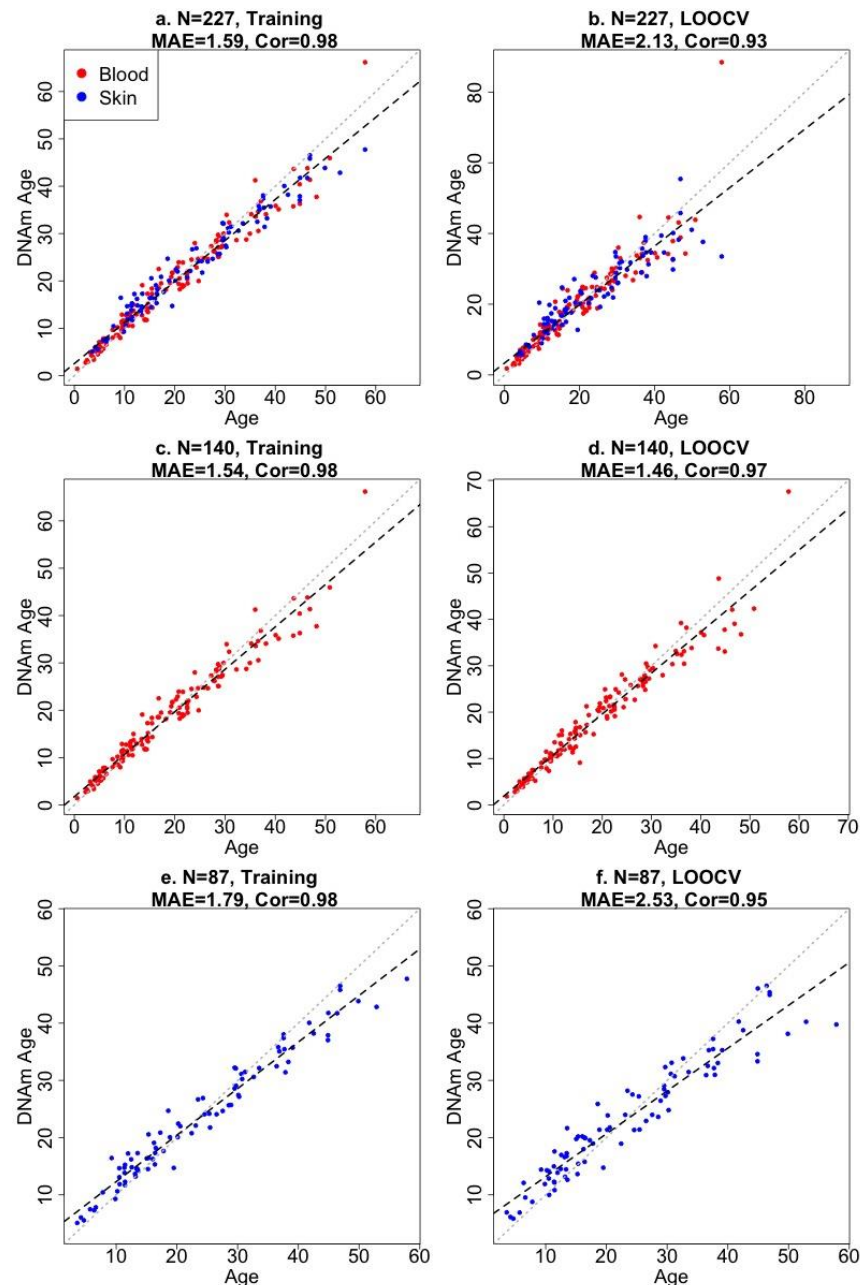 a. N=227, Training
MAE=1.59, Cor=0.98
Blood
Skin
DNAm Age
0 10 20 30 40 50 60
0 10 20 30 40 50 60
Age
b. N=227, LOOCV
MAE=2.13, Cor=0.93
DNAm Age
0 20 40 60 80
0 20 40 60 80
Age
c. N=140, Training
MAE=1.54, Cor=0.98
DNAm Age
0 10 20 30 40 50 60
0 10 20 30 40 50 60
Age
d. N=140, LOOCV
MAE=1.46, Cor=0.97
DNAm Age
0 10 20 30 40 50 60 70
0 10 20 30 40 50 60 70
Age
e. N=87, Training
MAE=1.79, Cor=0.98
DNAm Age
10 20 30 40 50 60
10 20 30 40 50 60
Age
f. N=87, LOOCV
MAE=2.53, Cor=0.95
DNAm Age
10 20 30 40 50 60
10 20 30 40 50 60
Age